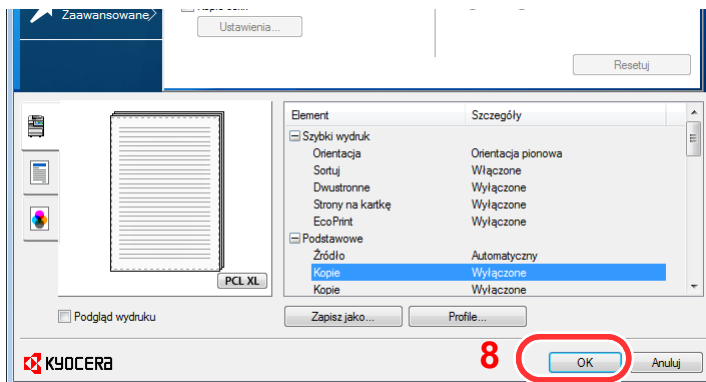 Zaawansowane
Ustawienia...
Resetuj
Element Szczegóły
Szybki wydruk
Orientacja Orientacja pionowa
Sortuj Włączone
Dwustronne Wyłączone
Strony na kartkę Wyłączone
EcoPrint Wyłączone
Podstawowe
Źródło Automatyczny
Kopie Wyłączone
Kopie Wyłączone
PCL XL
Podgląd wydruku Zapisz jako... Profile...
KYOCERA 8 OK Anuluj